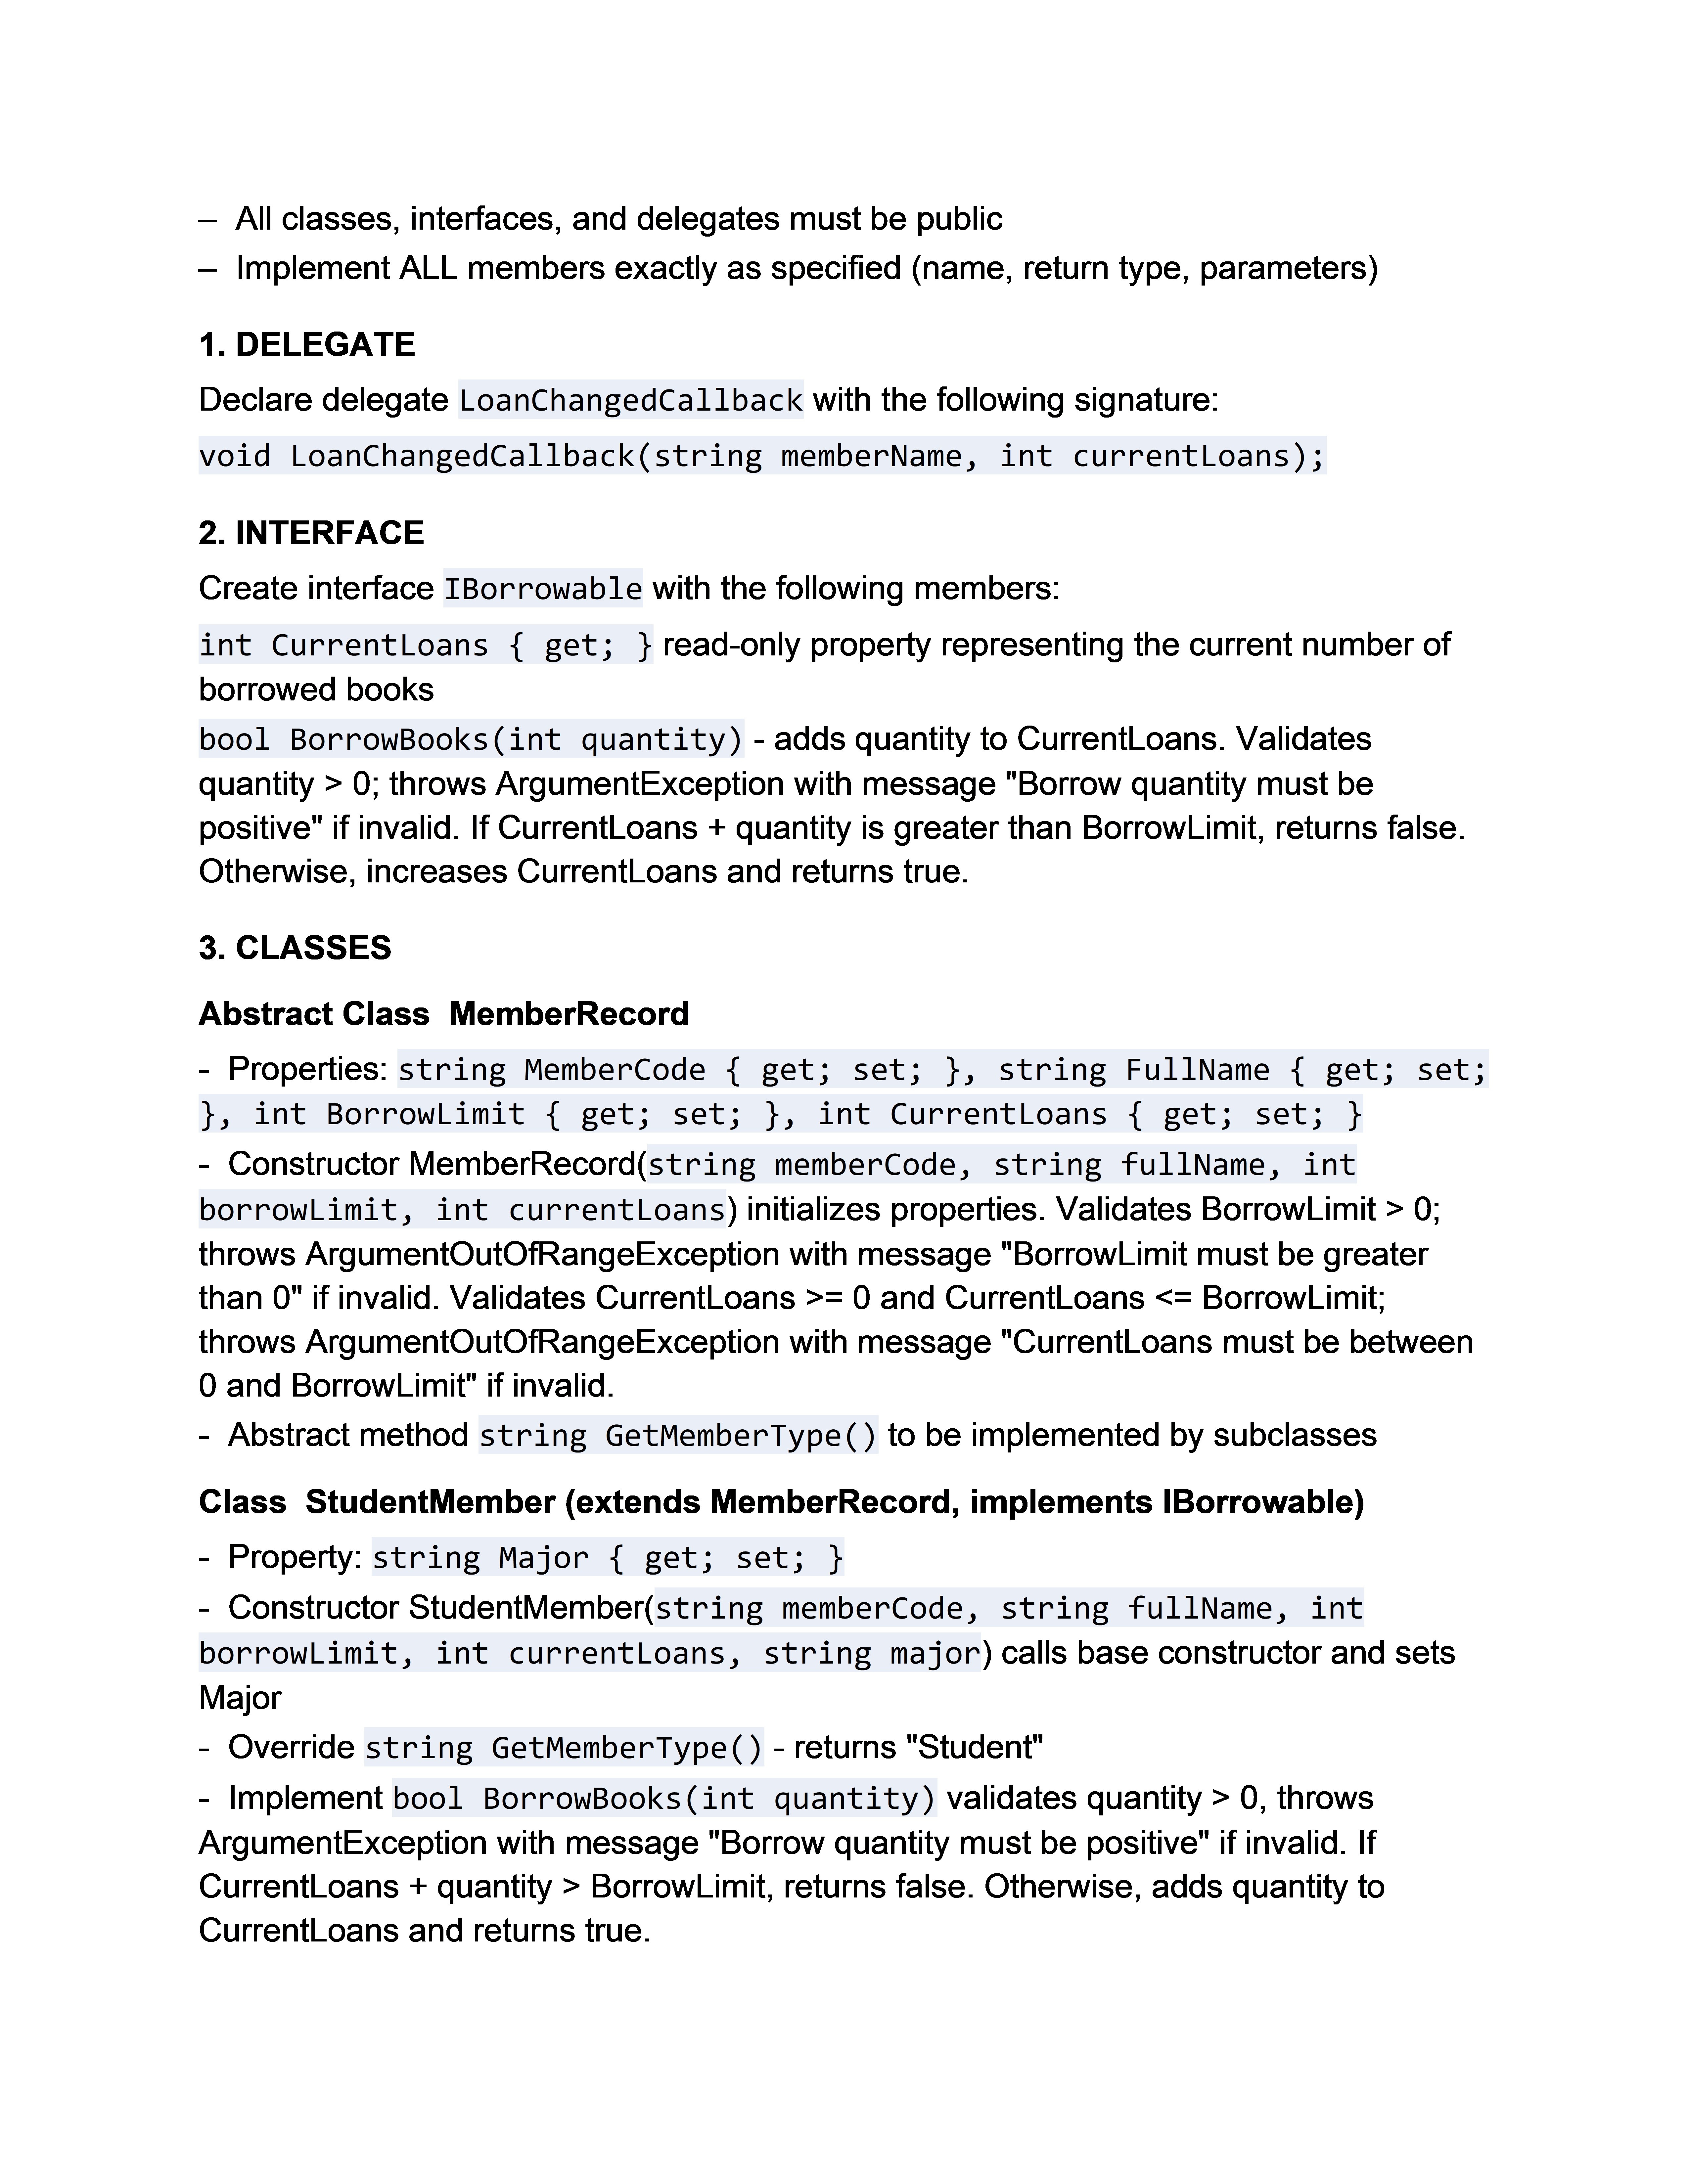 – All classes, interfaces, and delegates must be public
– Implement ALL members exactly as specified (name, return type, parameters)
1. DELEGATE
Declare delegate LoanChangedCallback with the following signature:
void LoanChangedCallback(string memberName, int currentLoans);
2. INTERFACE
Create interface IBorrowable with the following members:
int CurrentLoans { get; } read-only property representing the current number of
borrowed books
bool BorrowBooks(int quantity) - adds quantity to CurrentLoans. Validates
quantity > 0; throws ArgumentException with message "Borrow quantity must be
positive" if invalid. If CurrentLoans + quantity is greater than BorrowLimit, returns false.
Otherwise, increases CurrentLoans and returns true.
3. CLASSES
Abstract Class  MemberRecord
- Properties: string MemberCode { get; set; }, string FullName { get; set;
}, int BorrowLimit { get; set; }, int CurrentLoans { get; set; }
- Constructor MemberRecord(string memberCode, string fullName, int
borrowLimit, int currentLoans) initializes properties. Validates BorrowLimit > 0;
throws ArgumentOutOfRangeException with message "BorrowLimit must be greater
than 0" if invalid. Validates CurrentLoans >= 0 and CurrentLoans <= BorrowLimit;
throws ArgumentOutOfRangeException with message "CurrentLoans must be between
0 and BorrowLimit" if invalid.
- Abstract method string GetMemberType() to be implemented by subclasses
Class  StudentMember (extends MemberRecord, implements IBorrowable)
- Property: string Major { get; set; }
- Constructor StudentMember(string memberCode, string fullName, int
borrowLimit, int currentLoans, string major) calls base constructor and sets
Major
- Override string GetMemberType() - returns "Student"
- Implement bool BorrowBooks(int quantity) validates quantity > 0, throws
ArgumentException with message "Borrow quantity must be positive" if invalid. If
CurrentLoans + quantity > BorrowLimit, returns false. Otherwise, adds quantity to
CurrentLoans and returns true.